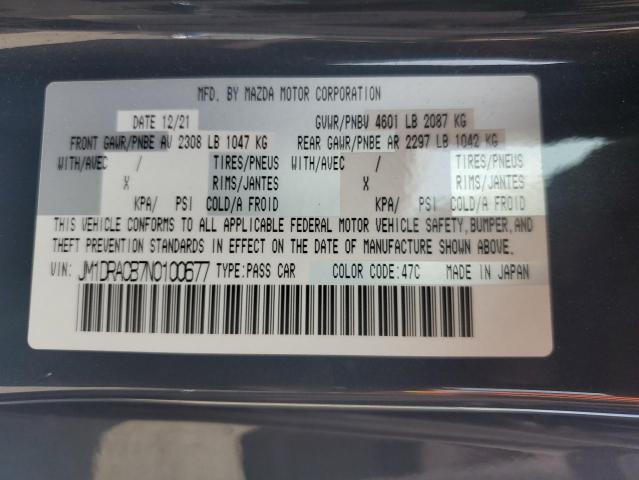 MFD. BY MAZDA MOTOR CORPORATION
DATE 12/21 GVWR/PNBV 4601 LB 2087 KG
FRONT GAWR/PNBE AV 2308 LB 1047 KG REAR GAWR/PNBE AR 2297 LB 1042 KG
WITH/AVEC / TIRES/PNEUS WITH/AVEC / TIRES/PNEUS
X RIMS/JANTES X RIMS/JANTES
KPA/ PSI COLD/A FROID KPA/ PSI COLD/A FROID
THIS VEHICLE CONFORMS TO ALL APPLICABLE FEDERAL MOTOR VEHICLE SAFETY, BUMPER, AND
THEFT PREVENTION STANDARDS IN EFFECT ON THE DATE OF MANUFACTURE SHOWN ABOVE.
VIN: JM1DRACB7N0100677 TYPE:PASS CAR COLOR CODE:47C MADE IN JAPAN